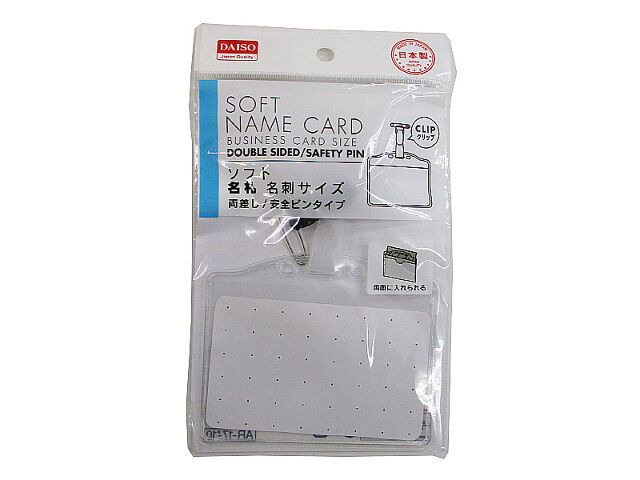 DAISO
Japan Quality
MADE IN JAPAN
日本製
JAPAN
QUALITY
SOFT
NAME CARD
BUSINESS CARD SIZE
DOUBLE SIDED/SAFETY PIN
CLIP
クリップ
ソフト
名札 名刺サイズ
両差し/安全ピンタイプ
両面に入れられる